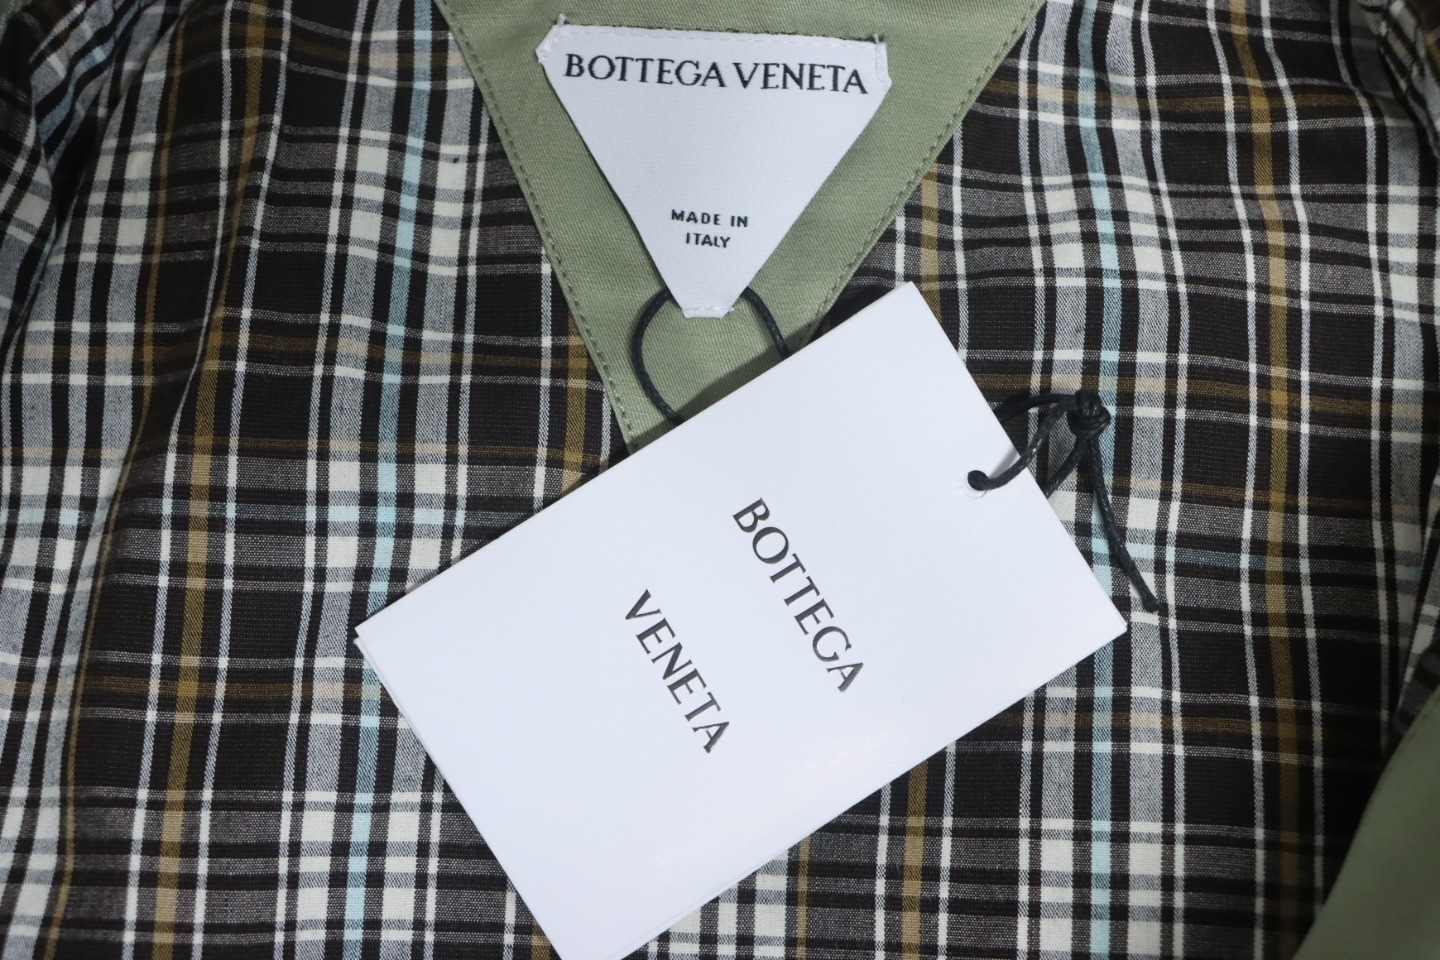 BOTTEGA VENETA
MADE IN
ITALY
BOTTEGA
VENETA